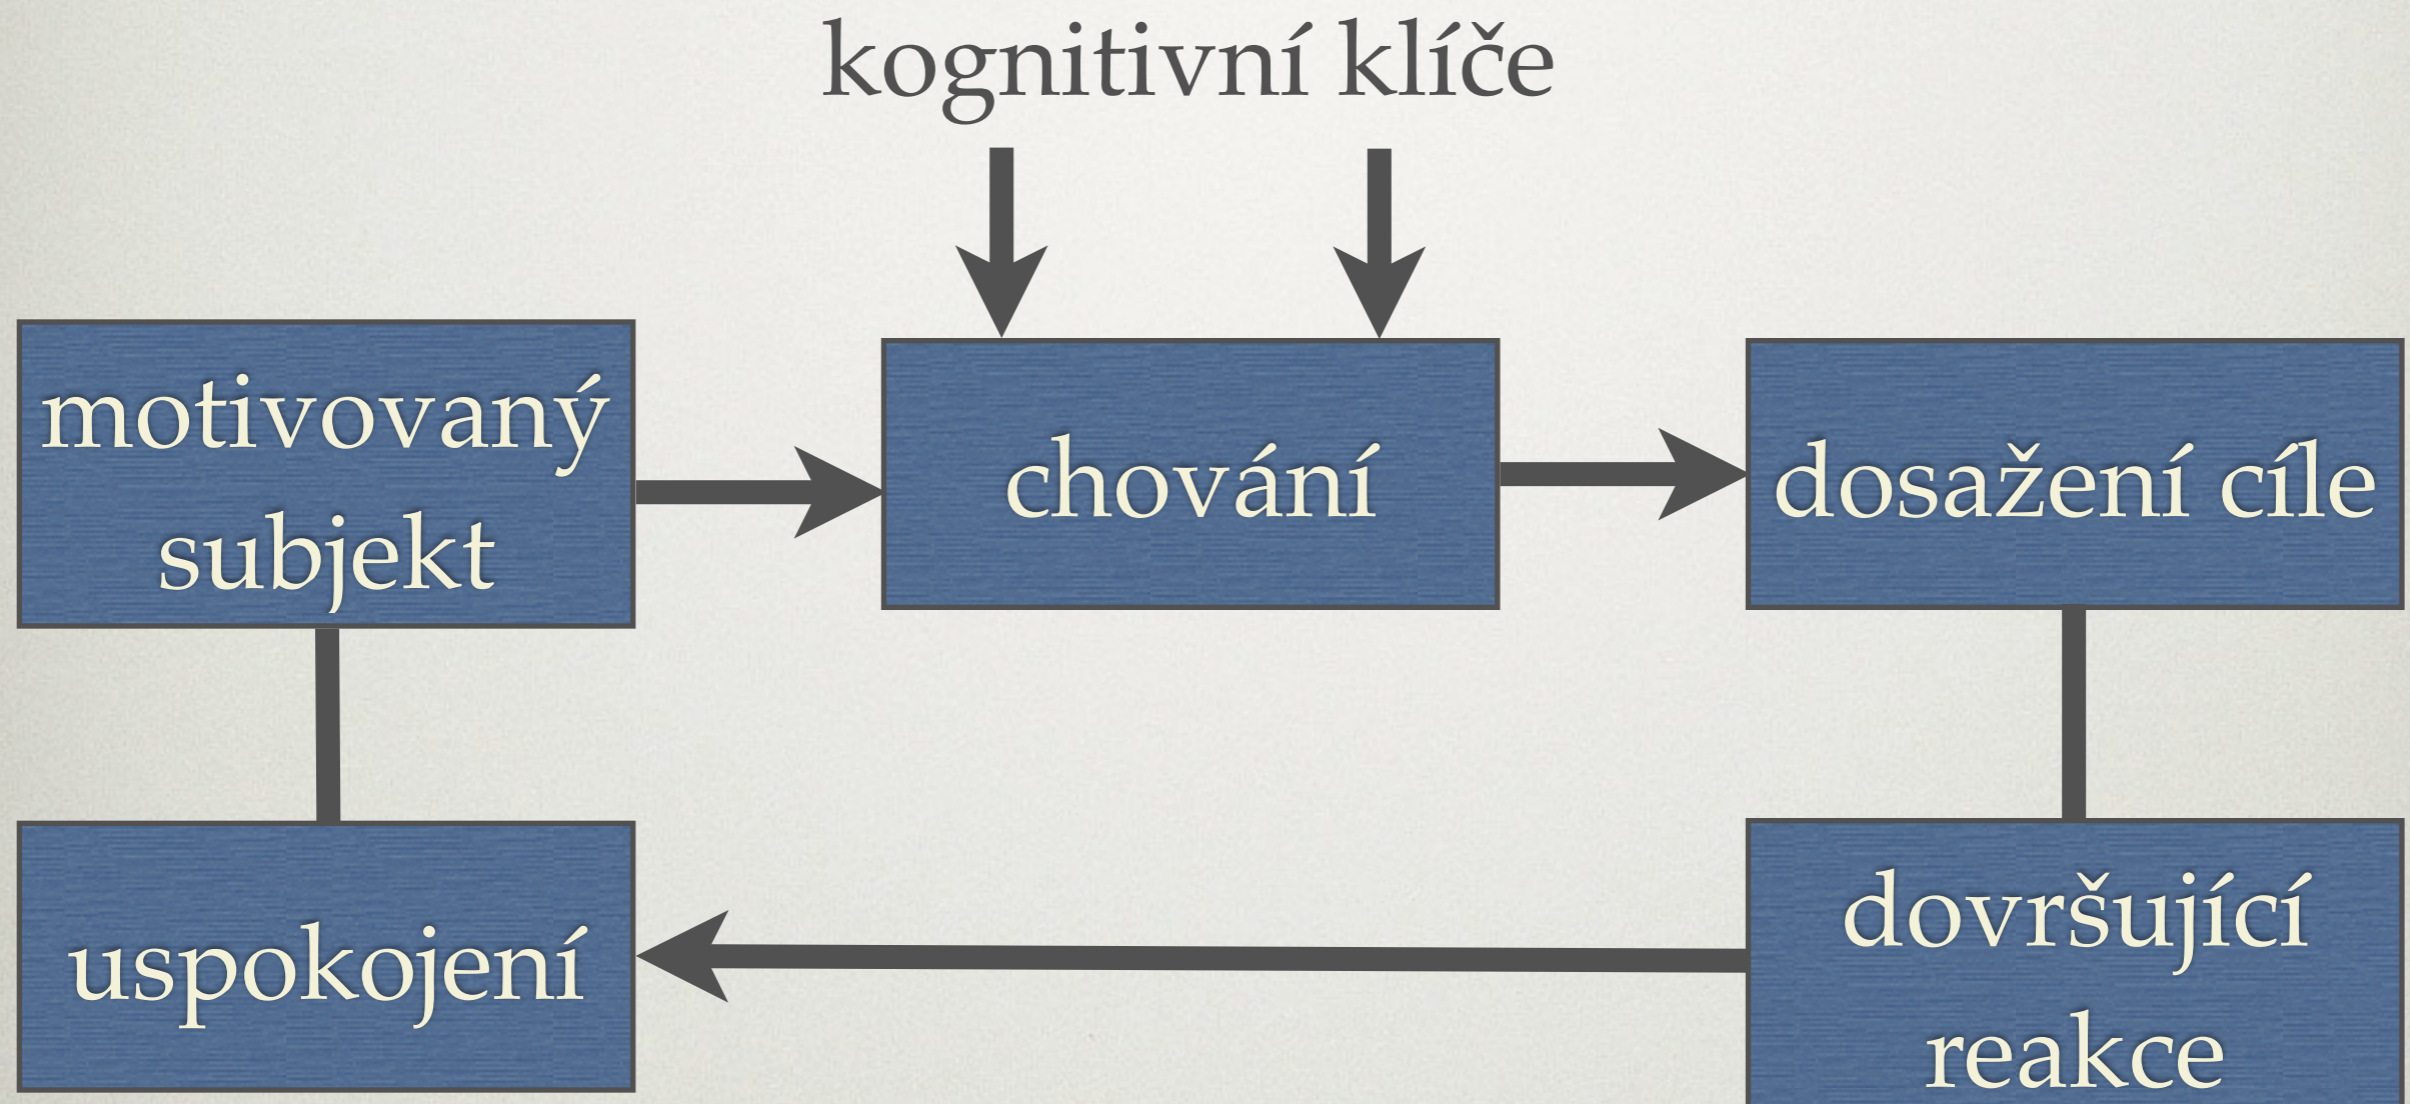 kognitivní klíče
motivovaný
subjekt
chování
dosažení cíle
uspokojení
dovršující
reakce